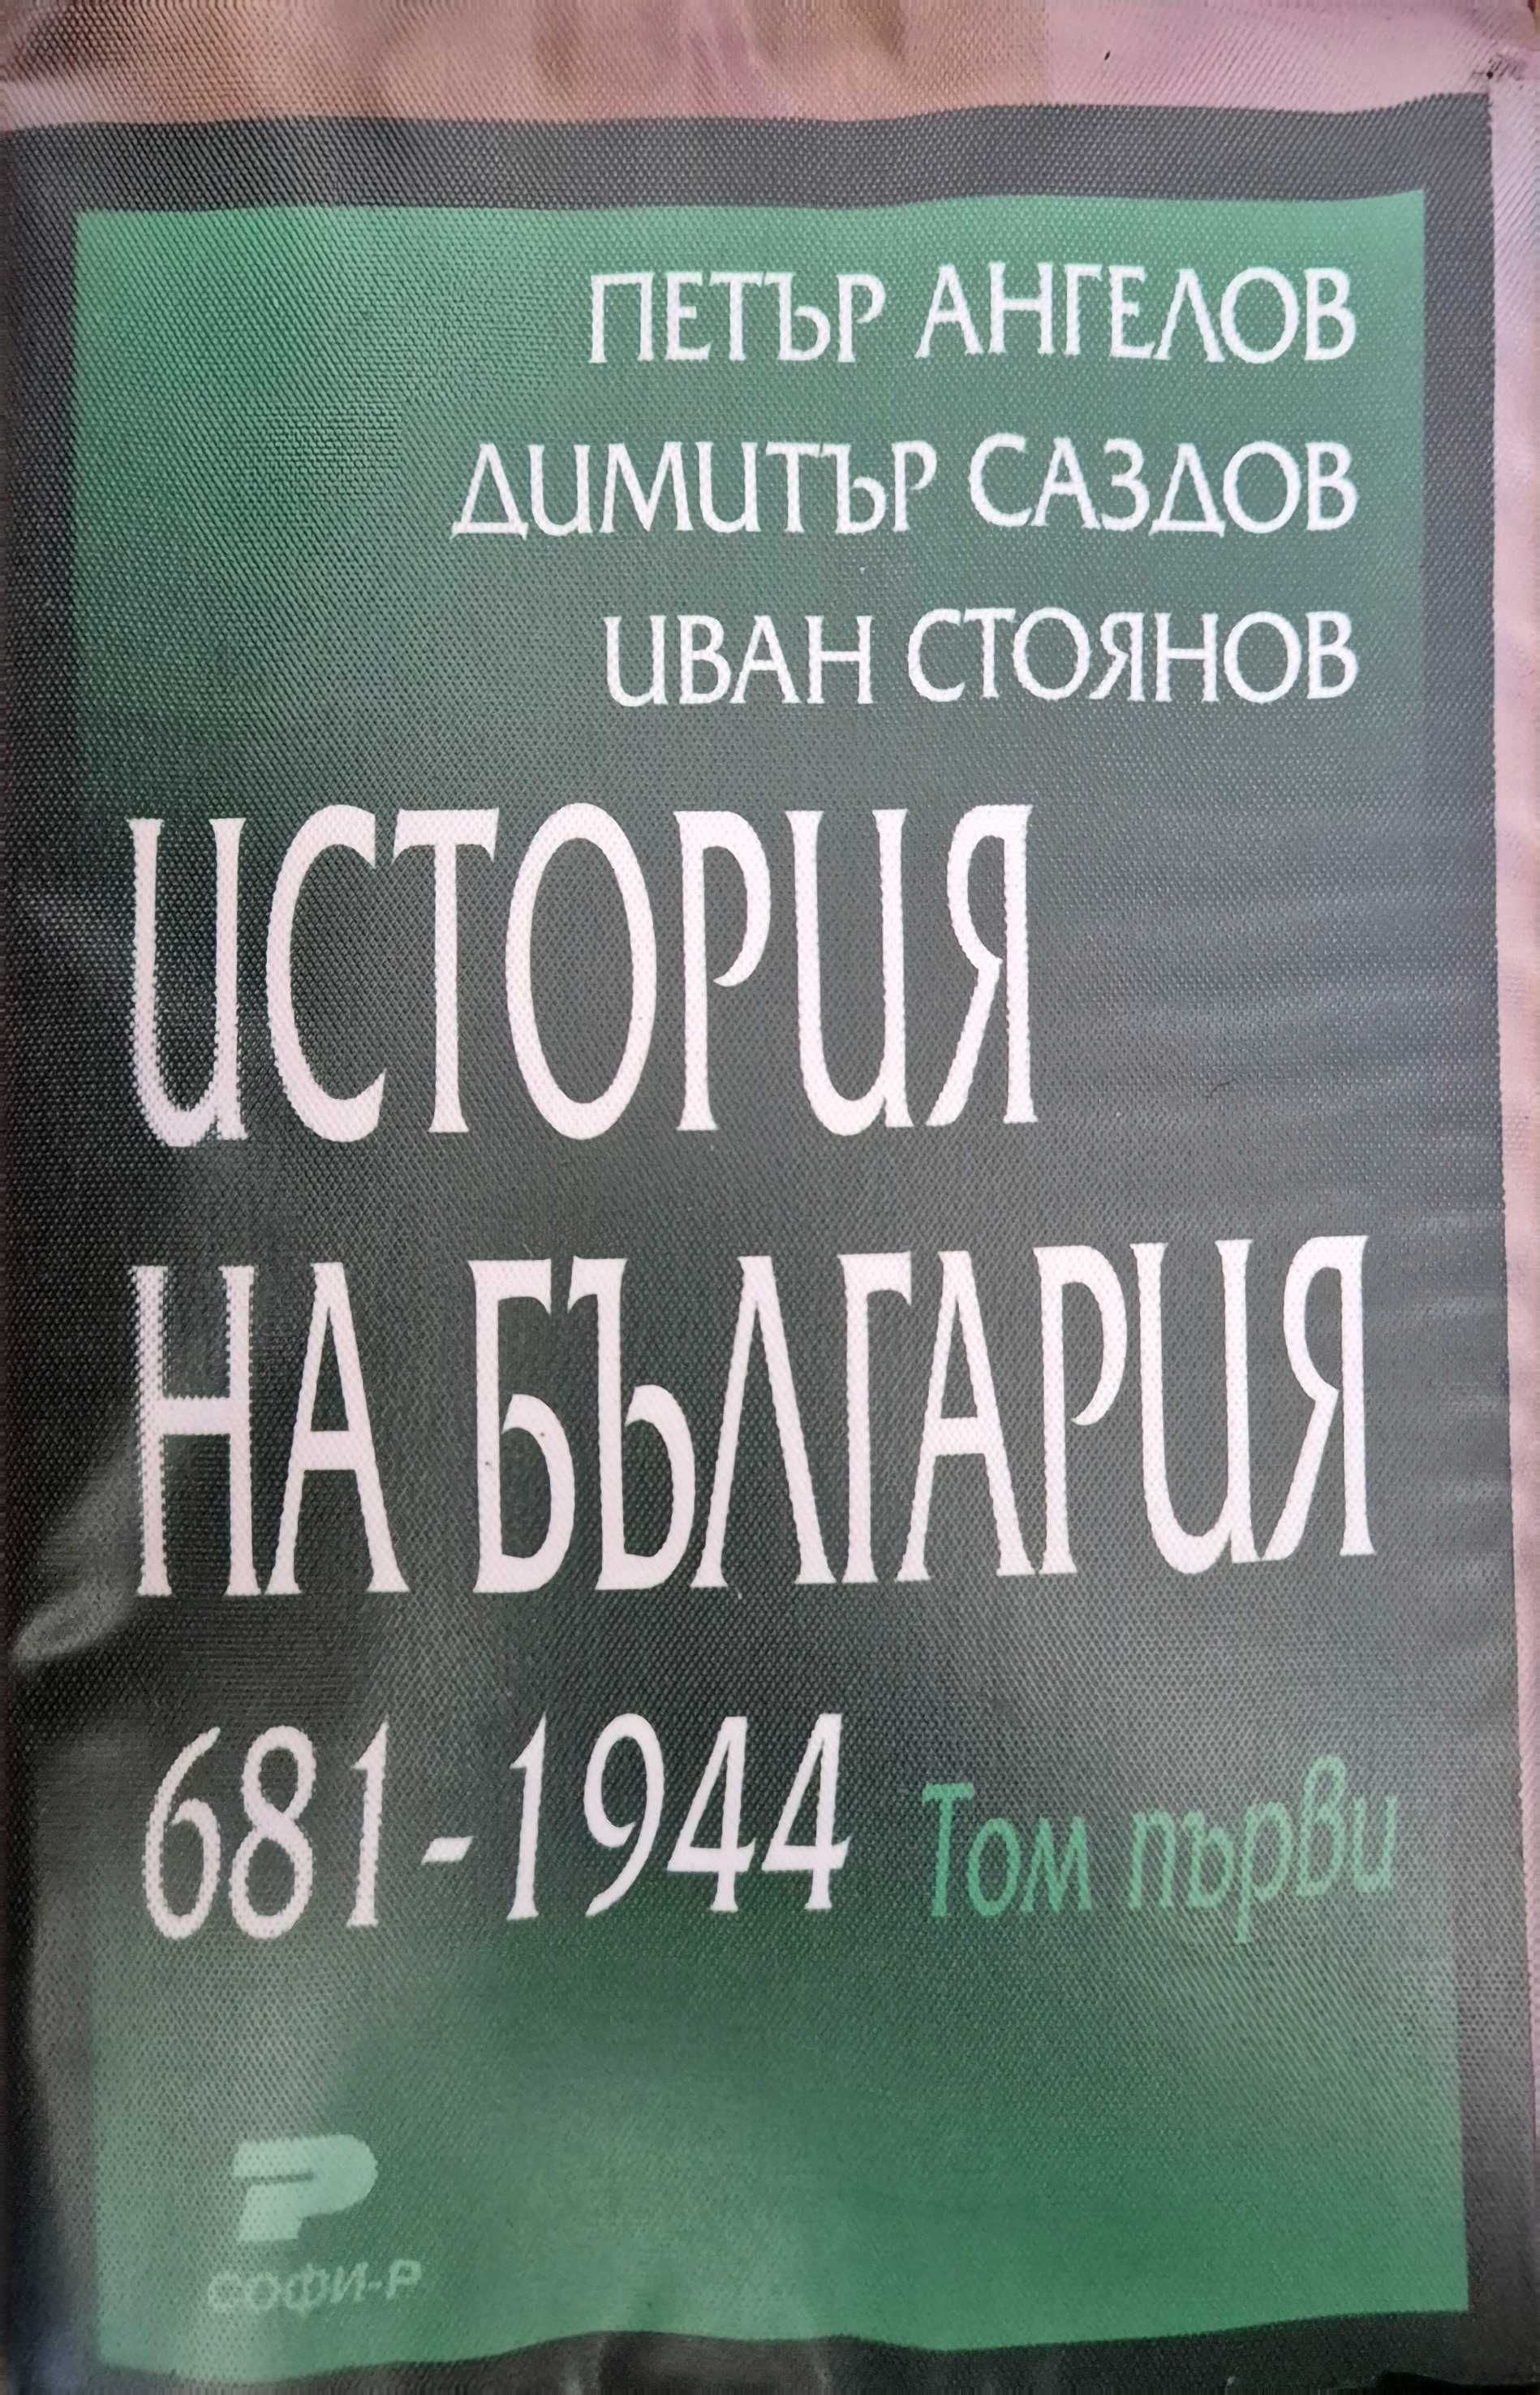 ПЕТЪР АНГЕЛОВ
ДИМИТЪР САЗДОВ
ИВАН СТОЯНОВ
ИСТОРИЯ
НА БЪЛГАРИЯ
681-1944 Том първи
СОФИ-Р